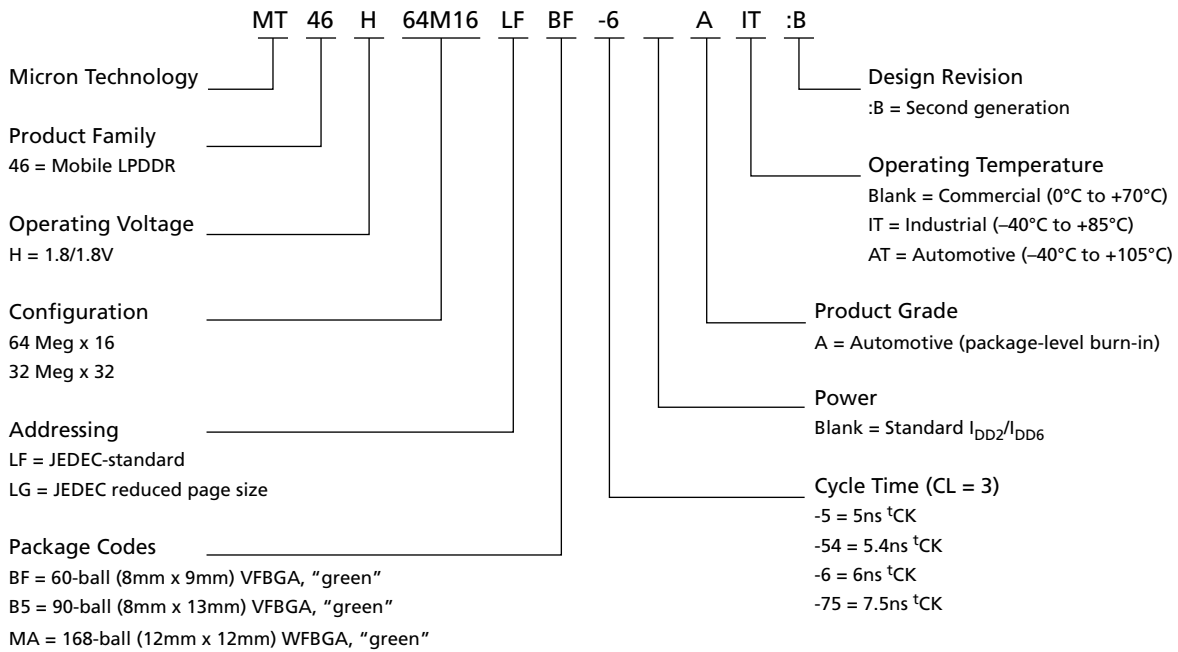 MT 46 H 64M16 LF BF -6 A IT :B
Micron Technology
Product Family
46 = Mobile LPDDR
Operating Voltage
H = 1.8/1.8V
Configuration
64 Meg x 16
32 Meg x 32
Addressing
LF = JEDEC-standard
LG = JEDEC reduced page size
Package Codes
BF = 60-ball (8mm x 9mm) VFBGA, “green”
B5 = 90-ball (8mm x 13mm) VFBGA, “green”
MA = 168-ball (12mm x 12mm) WFBGA, “green”
Design Revision
:B = Second generation
Operating Temperature
Blank = Commercial (0°C to +70°C)
IT = Industrial (–40°C to +85°C)
AT = Automotive (–40°C to +105°C)
Product Grade
A = Automotive (package-level burn-in)
Power
Blank = Standard IDD2/IDD6
Cycle Time (CL = 3)
-5 = 5ns tCK
-54 = 5.4ns tCK
-6 = 6ns tCK
-75 = 7.5ns tCK